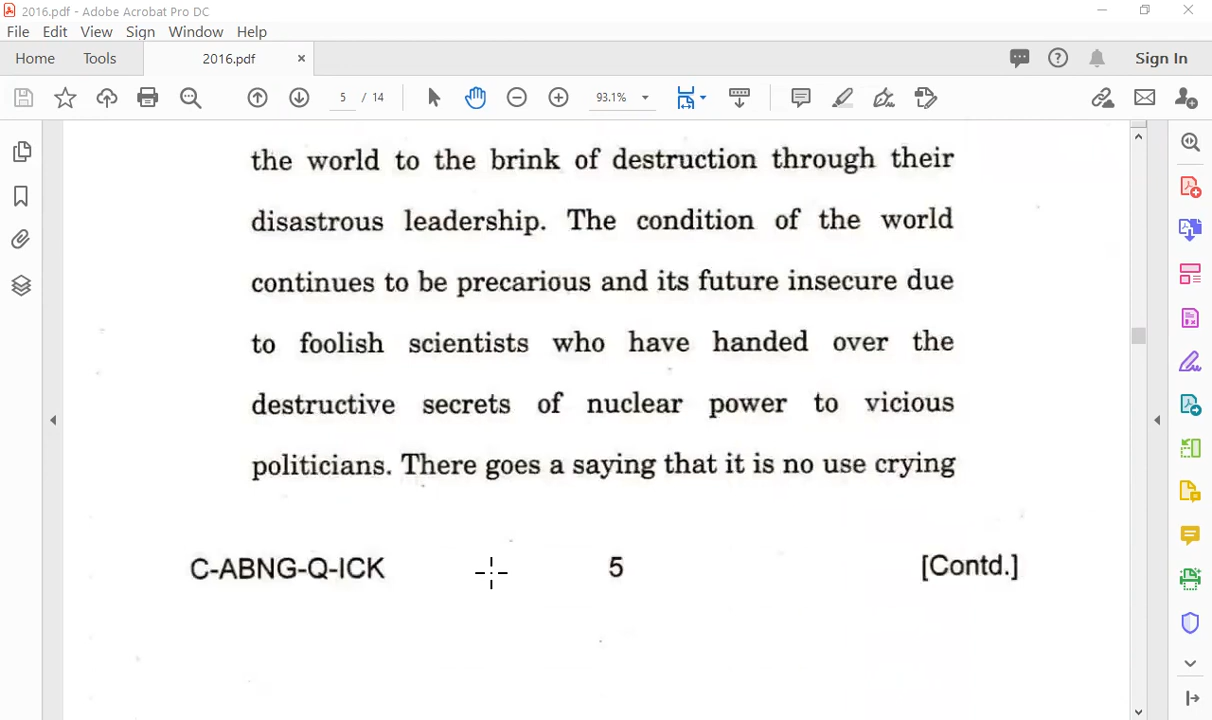 2016.pdf - Adobe Acrobat Pro DC
File Edit View Sign Window Help
Home Tools 2016.pdf × Sign In
5 / 14 93.1%
the world to the brink of destruction through their
disastrous leadership. The condition of the world
continues to be precarious and its future insecure due
to foolish scientists who have handed over the
destructive secrets of nuclear power to vicious
politicians. There goes a saying that it is no use crying
C-ABNG-Q-ICK 5 [Contd.]